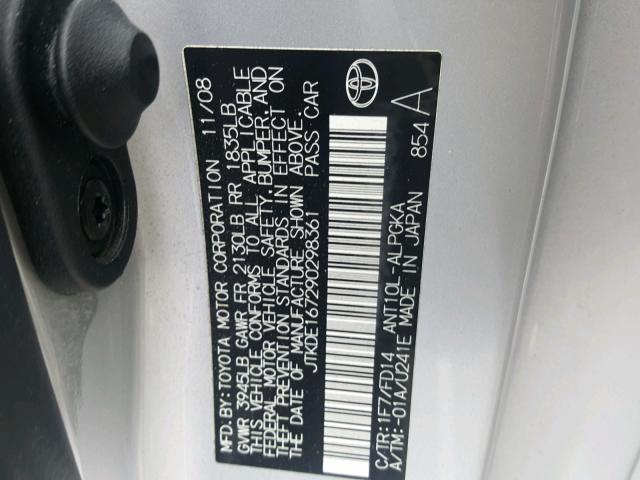 MFD. BY: TOYOTA MOTOR CORPORATION 11/08
GVWR 3945LB GAWR FR 2130LB RR 1835LB
THIS VEHICLE CONFORMS TO ALL APPLICABLE
FEDERAL MOTOR VEHICLE SAFETY, BUMPER, AND
THEFT PREVENTION STANDARDS IN EFFECT ON
THE DATE OF MANUFACTURE SHOWN ABOVE.
JTKDE167290298361 PASS CAR
C/TR: 1F7/FD14 ANT10L-ALPGKA 854 A
A/TM: -01A/U241E MADE IN JAPAN